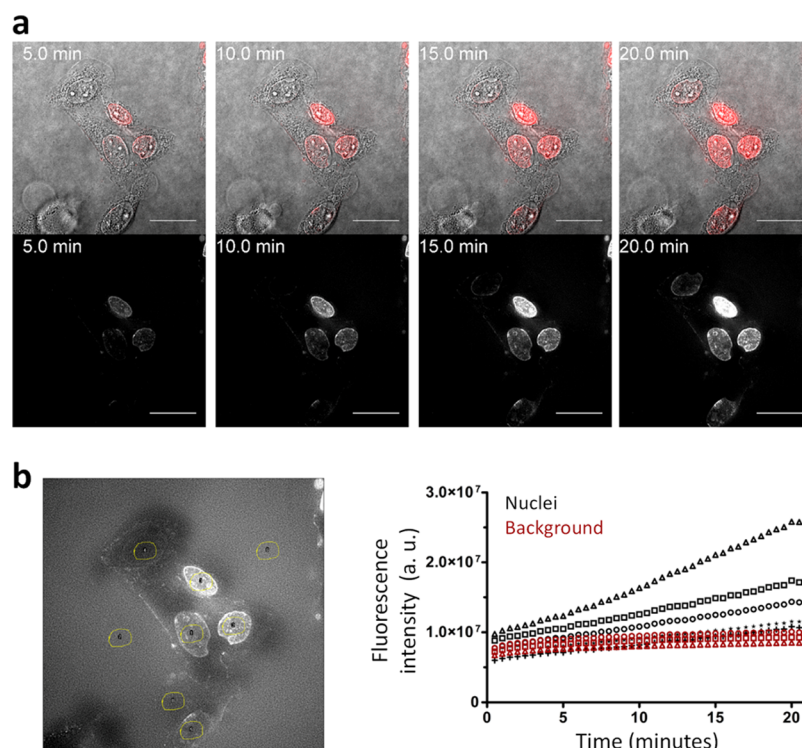 a
5.0 min
10.0 min
15.0 min
20.0 min
5.0 min
10.0 min
15.0 min
20.0 min
b
3.0×10⁷
2.0×10⁷
1.0×10⁷
0
Nuclei
Background
Fluorescence
intensity (a. u.)
0
5
10
15
20
Time (minutes)